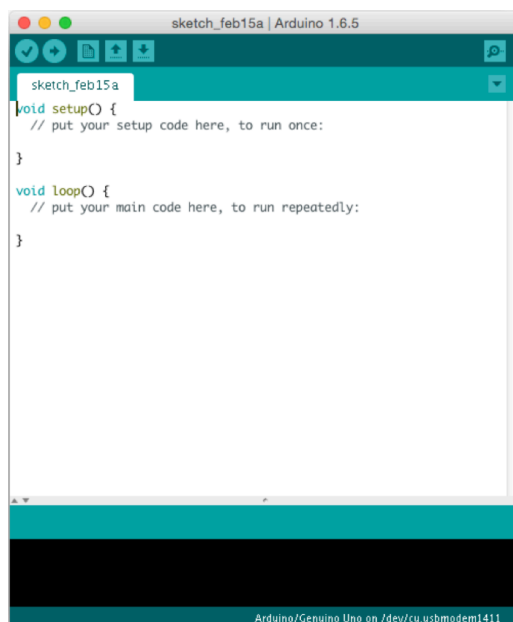 sketch_feb15a | Arduino 1.6.5
sketch_feb15a
void setup() {
  // put your setup code here, to run once:
}
void loop() {
  // put your main code here, to run repeatedly:
}
Arduino/Genuino Uno on /dev/cu.usbmodem1411